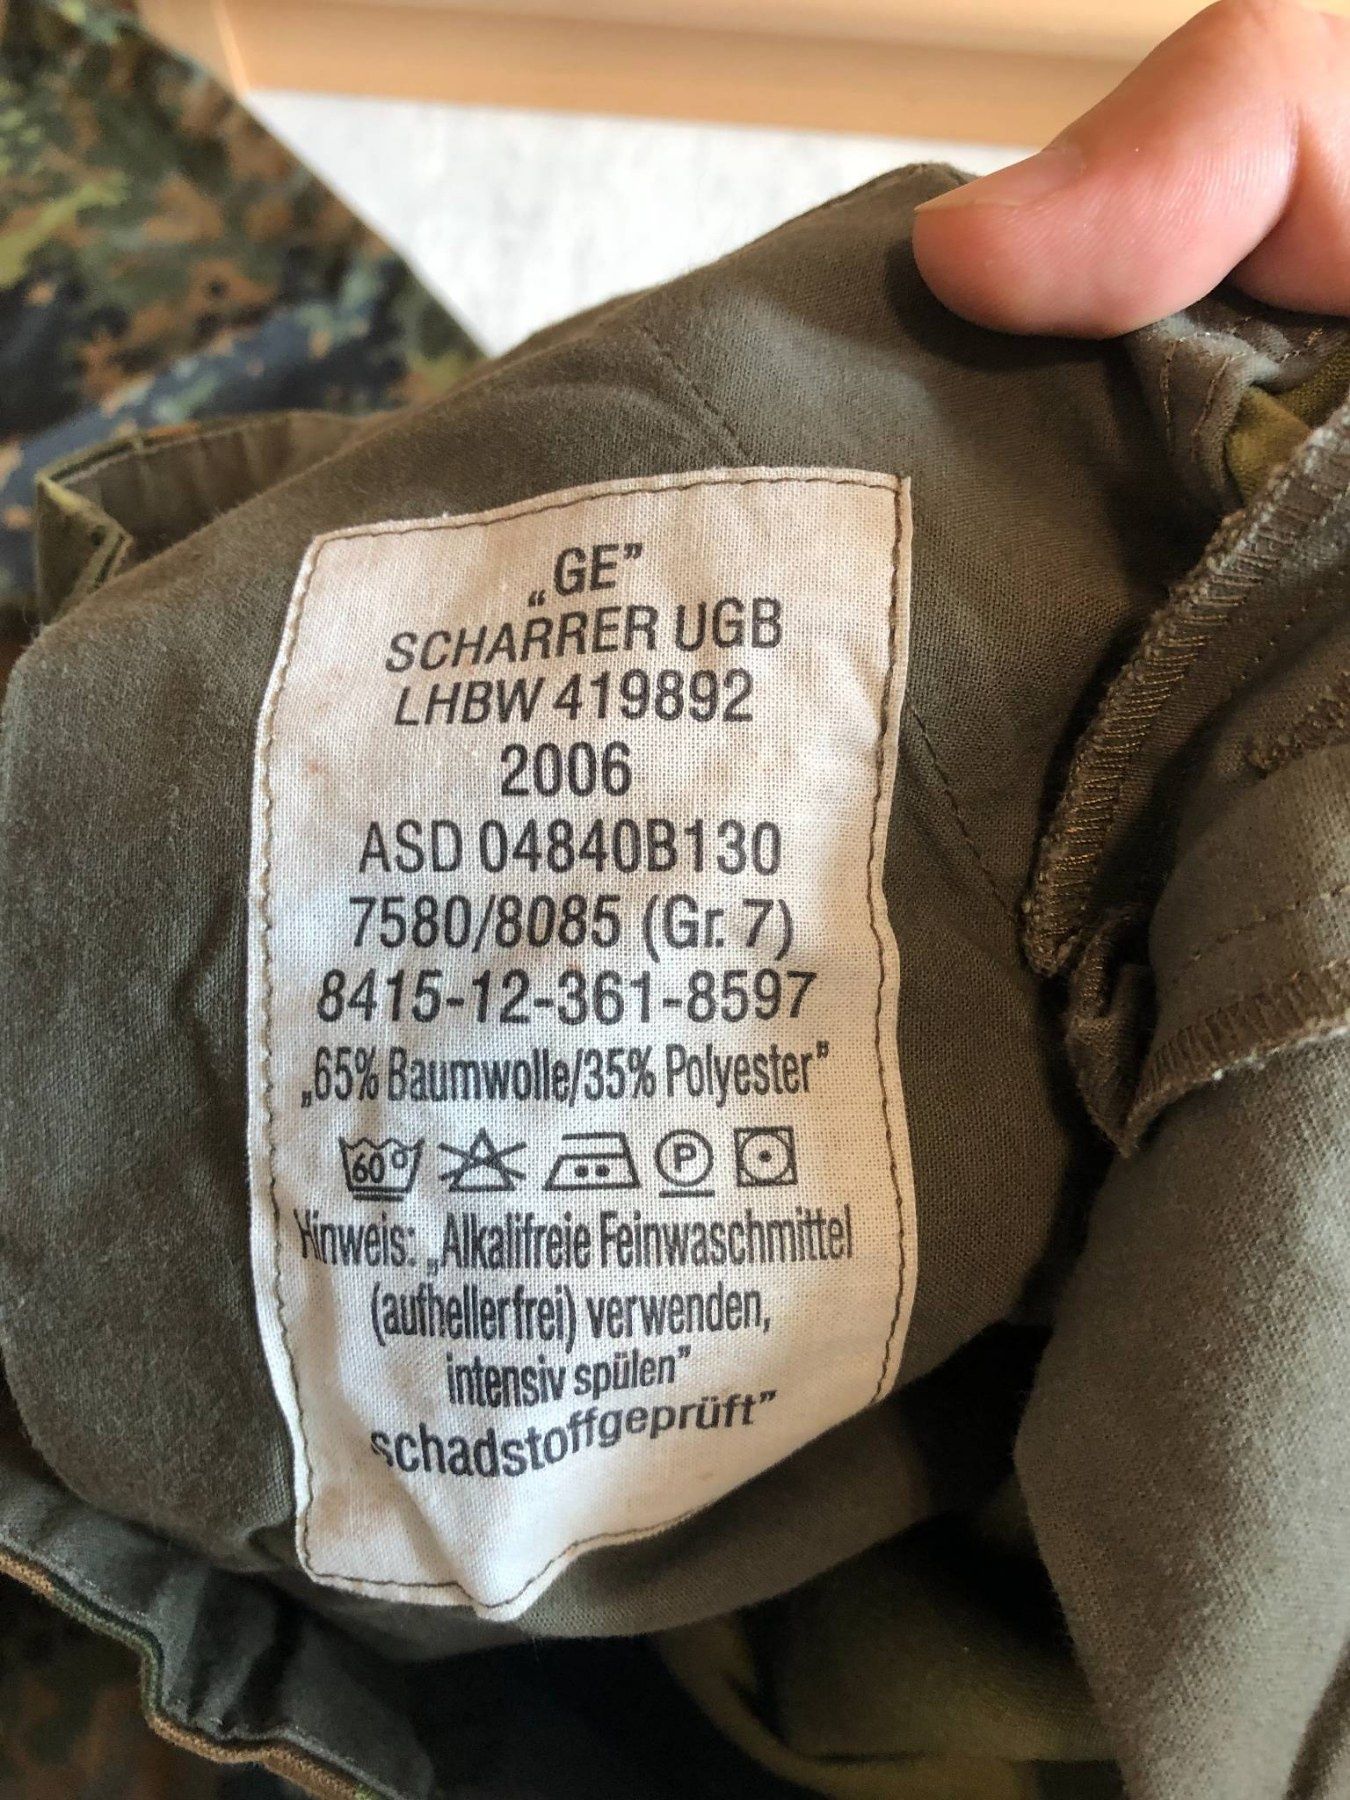 „GE”
SCHARRER UGB
LHBW 419892
2006
ASD 04840B130
7580/8085 (Gr. 7)
8415-12-361-8597
„65% Baumwolle/35% Polyester”
60° P
Hinweis: „Alkalifreie Feinwaschmittel
(aufhellerfrei) verwenden,
intensiv spülen”
schadstoffgeprüft”